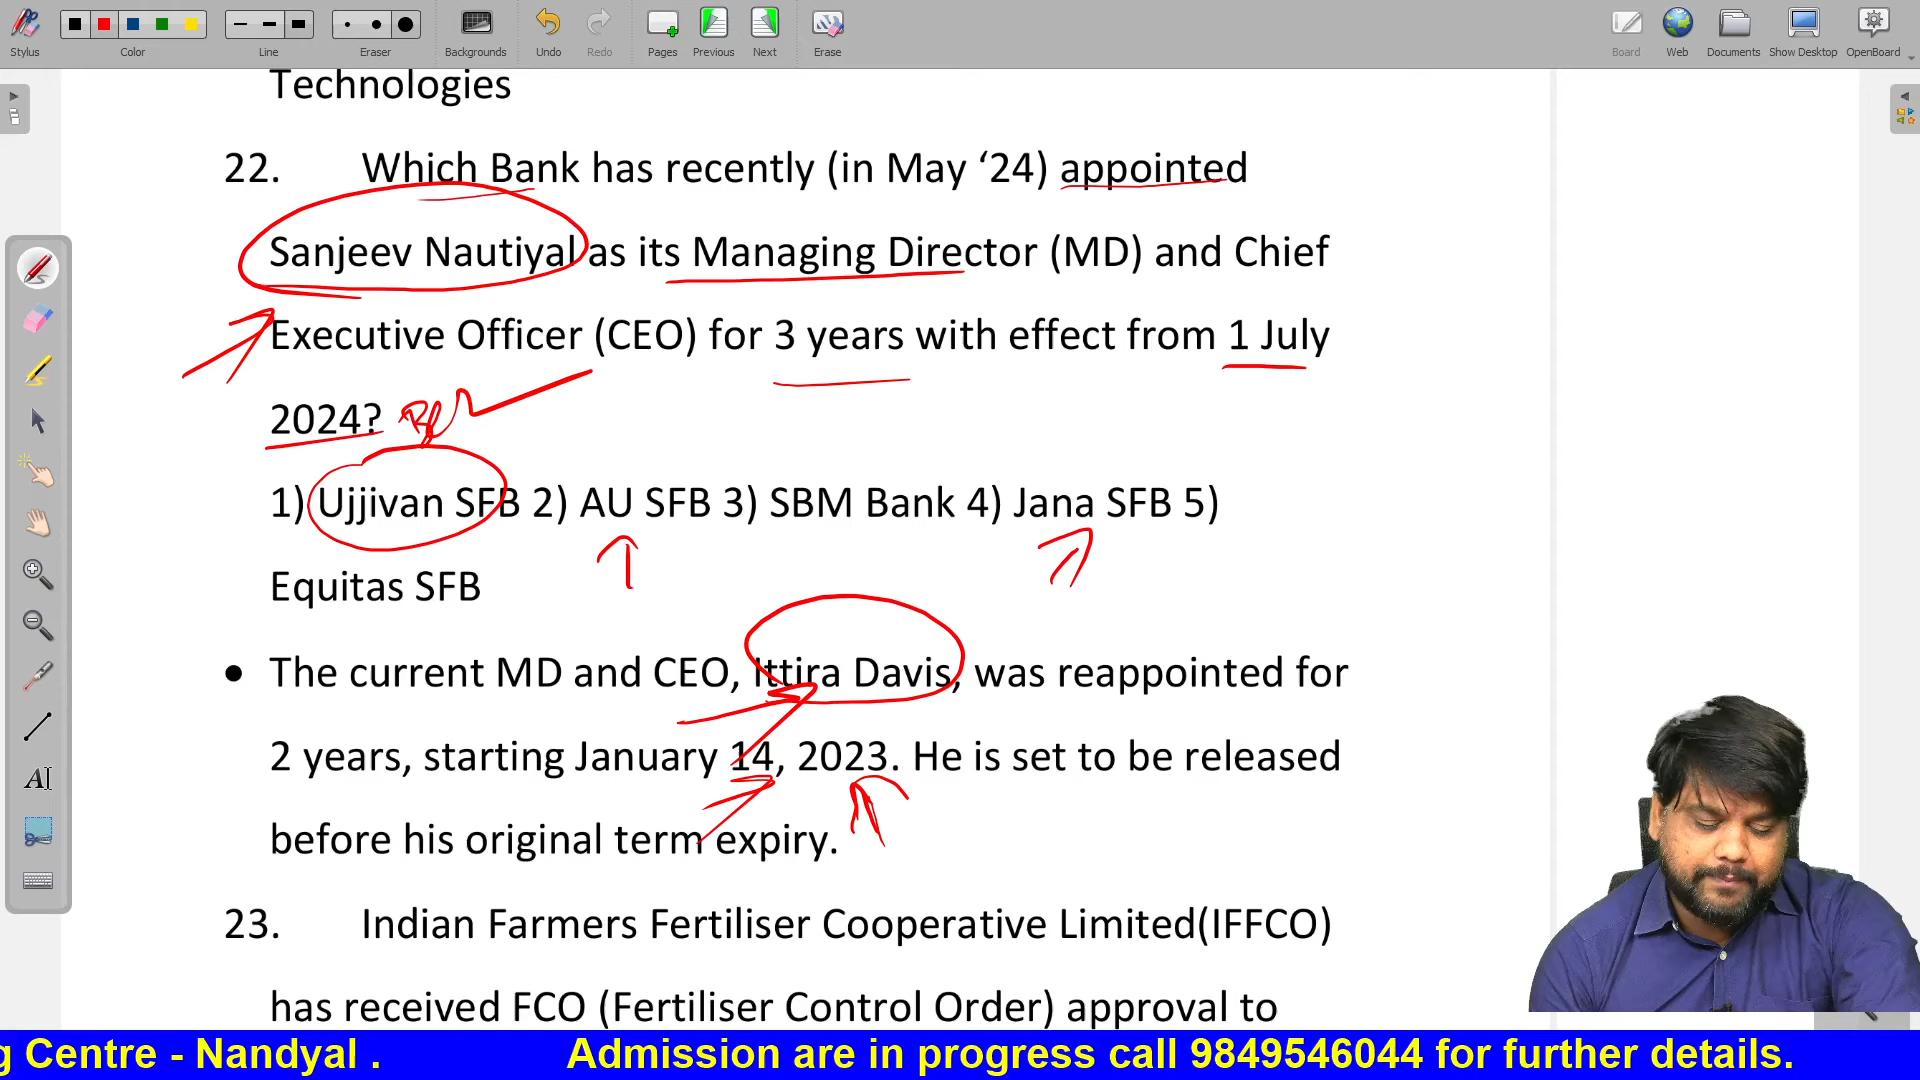 Stylus
Color
Line
Eraser
Backgrounds
Undo
Redo
Pages
Previous
Next
Erase
Board
Web
Documents
Show Desktop
OpenBoard
Technologies
22. Which Bank has recently (in May ‘24) appointed
Sanjeev Nautiyal as its Managing Director (MD) and Chief
Executive Officer (CEO) for 3 years with effect from 1 July
2024?
1) Ujjivan SFB 2) AU SFB 3) SBM Bank 4) Jana SFB 5)
Equitas SFB
● The current MD and CEO, Ittira Davis, was reappointed for
2 years, starting January 14, 2023. He is set to be released
before his original term expiry.
23. Indian Farmers Fertiliser Cooperative Limited(IFFCO)
has received FCO (Fertiliser Control Order) approval to
g Centre - Nandyal . Admission are in progress call 9849546044 for further details.